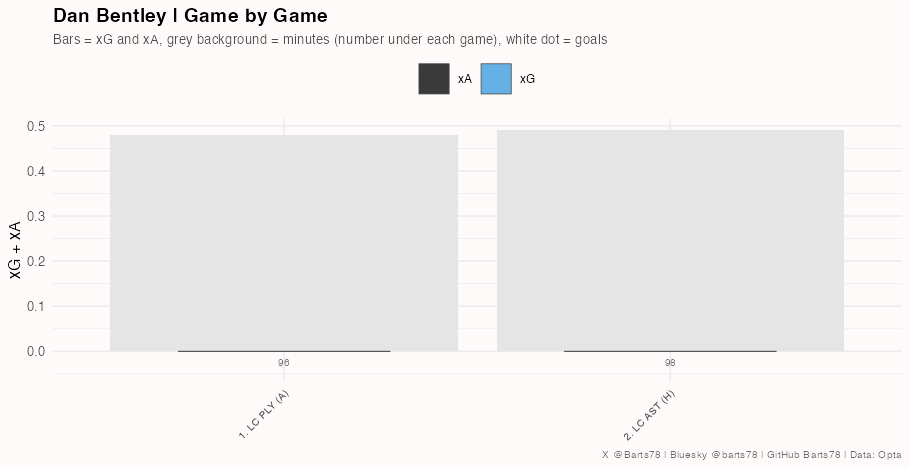 Dan Bentley | Game by Game
Bars = xG and xA, grey background = minutes (number under each game), white dot = goals
xA
xG
xG + xA
0.5
0.4
0.3
0.2
0.1
0.0
96
98
1. LC PLY (A)
2. LC AST (H)
X @Barts78 | Bluesky @barts78 | GitHub Barts78 | Data: Opta